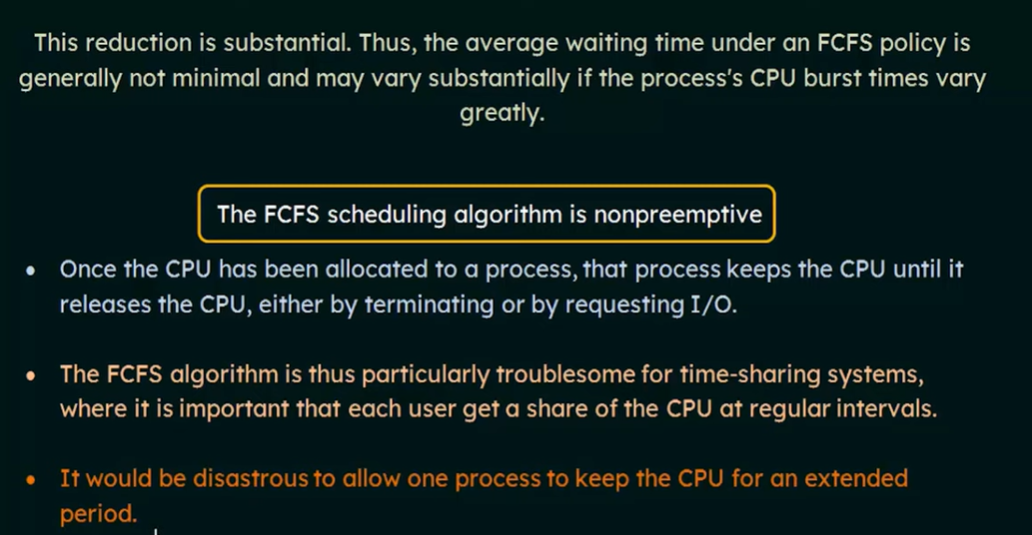 This reduction is substantial. Thus, the average waiting time under an FCFS policy is
generally not minimal and may vary substantially if the process's CPU burst times vary
greatly.
The FCFS scheduling algorithm is nonpreemptive
• Once the CPU has been allocated to a process, that process keeps the CPU until it
releases the CPU, either by terminating or by requesting I/O.
• The FCFS algorithm is thus particularly troublesome for time-sharing systems,
where it is important that each user get a share of the CPU at regular intervals.
• It would be disastrous to allow one process to keep the CPU for an extended
period.